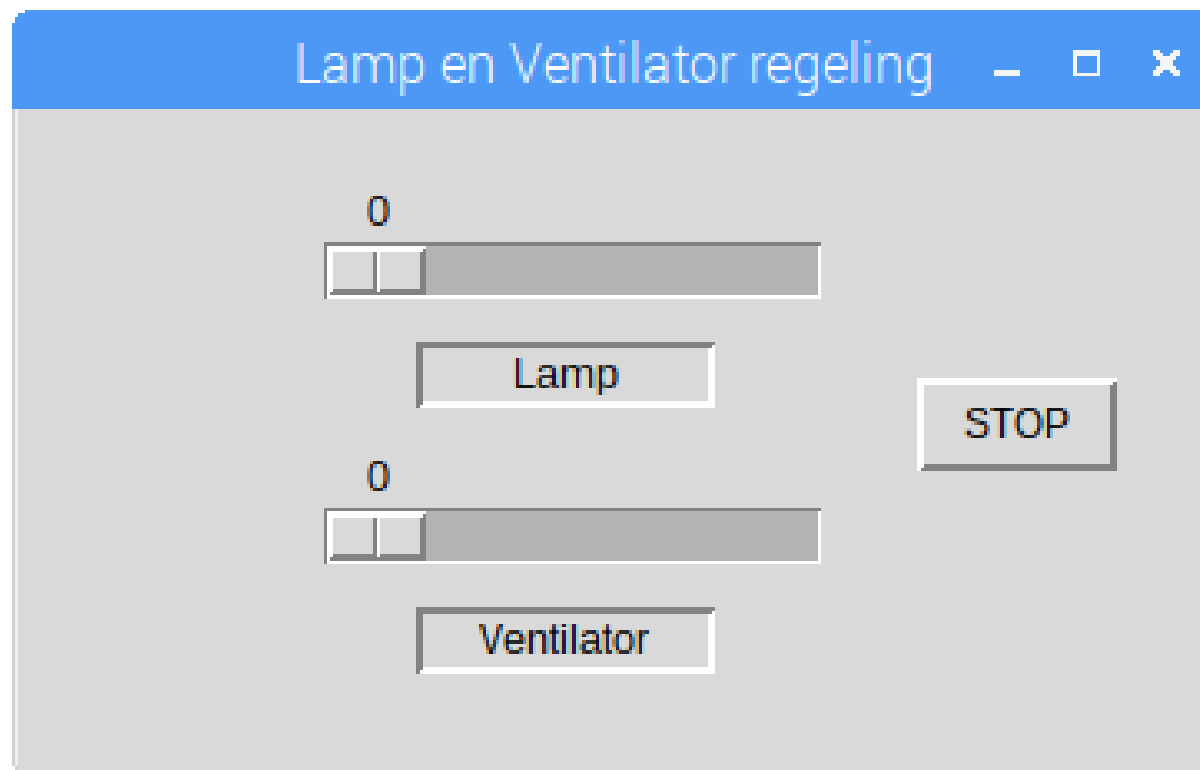 Lamp en Ventilator regeling
0
Lamp
STOP
0
Ventilator